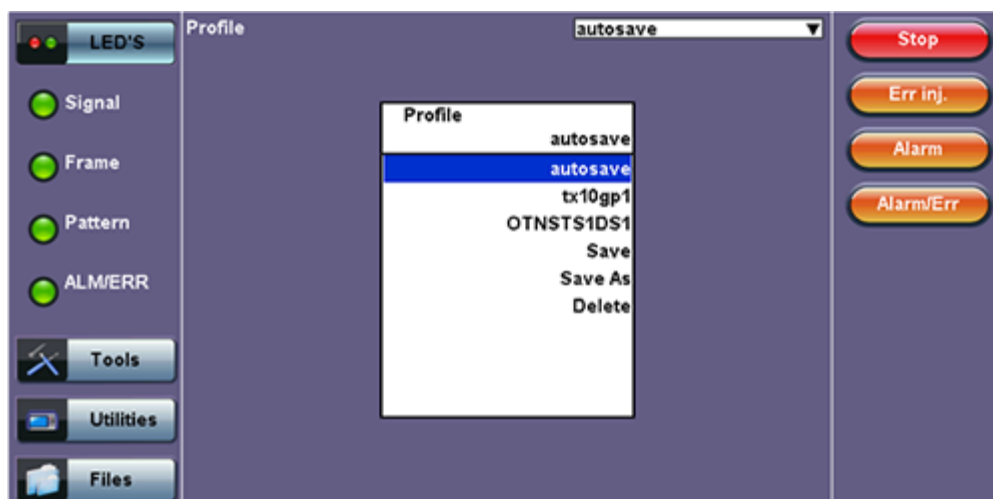 LED'S
Signal
Frame
Pattern
ALM/ERR
Tools
Utilities
Files
Profile
autosave
Profile
autosave
autosave
tx10gp1
OTNSTS1DS1
Save
Save As
Delete
Stop
Err inj.
Alarm
Alarm/Err